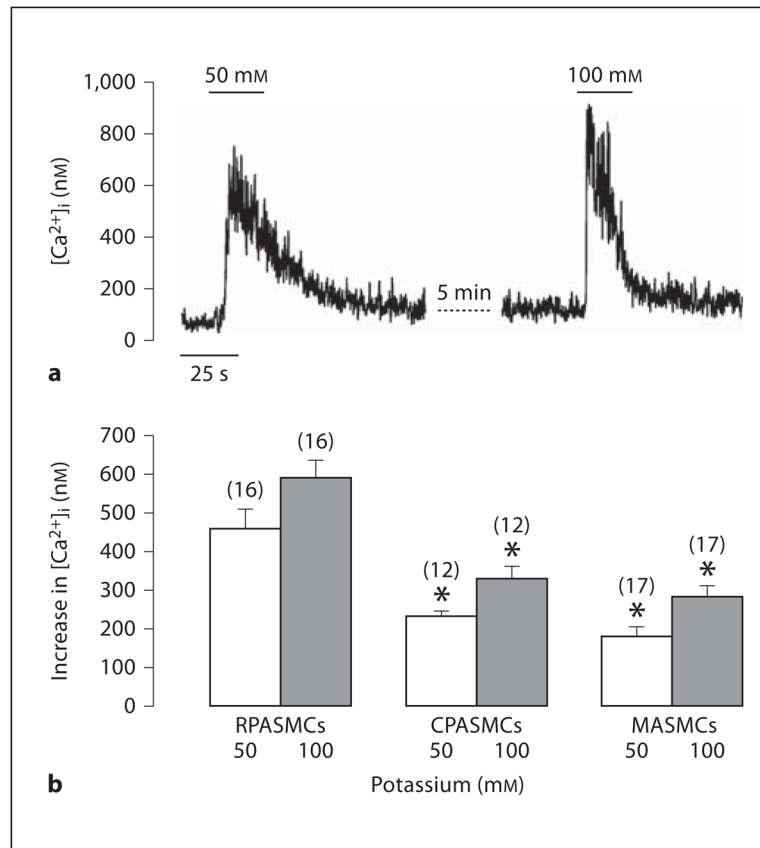 50 mM
100 mM
1,000
800
600
400
200
0
[Ca2+]i (nM)
5 min
25 s
a
700
600
500
400
300
200
100
0
Increase in [Ca2+]i (nM)
(16)
(16)
(12)
*
(12)
*
(17)
*
(17)
*
RPASMCs
CPASMCs
MASMCs
50 100 50 100 50 100
Potassium (mM)
b